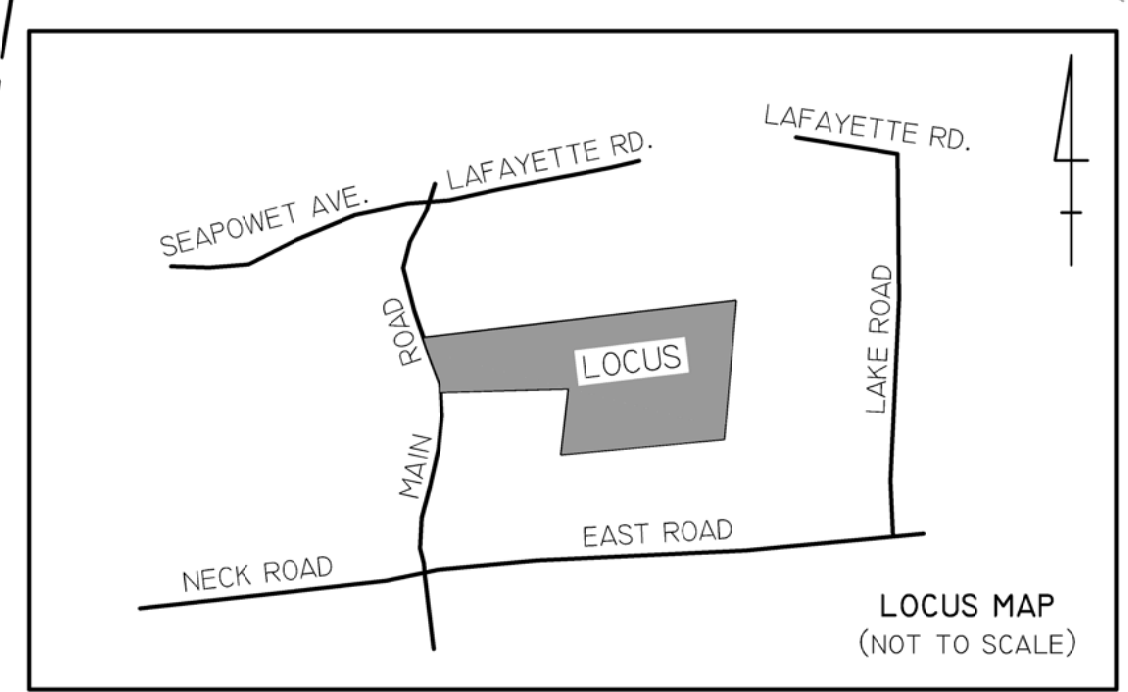 LAFAYETTE RD.
LAFAYETTE RD.
SEAPOWET AVE.
ROAD
LOCUS
LAKE ROAD
MAIN
EAST ROAD
NECK ROAD
LOCUS MAP
(NOT TO SCALE)